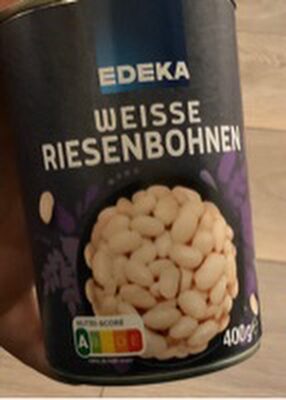 EDEKA
WEISSE
RIESENBOHNEN
NUTRI-SCORE
A
400g